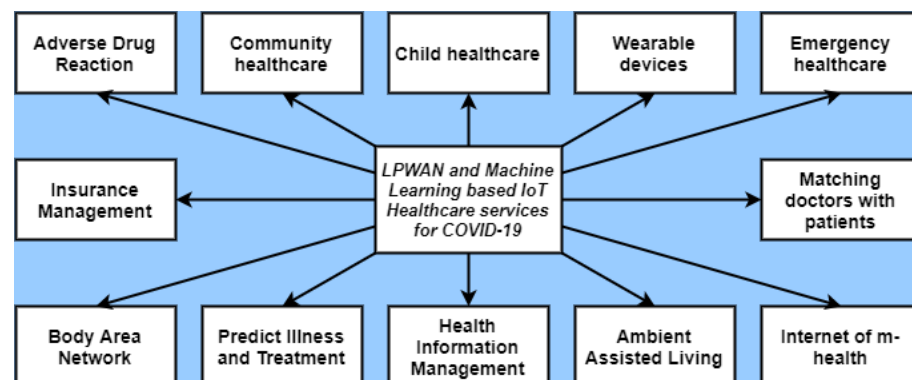 Adverse Drug
Reaction
Community
healthcare
Child healthcare
Wearable
devices
Emergency
healthcare
Insurance
Management
LPWAN and Machine
Learning based IoT
Healthcare services
for COVID-19
Matching
doctors with
patients
Body Area
Network
Predict Illness
and Treatment
Health
Information
Management
Ambient
Assisted Living
Internet of m-
health